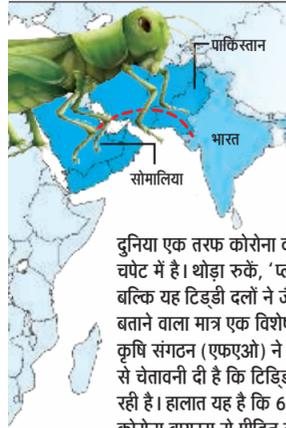 पाकिस्तान
भारत
सोमालिया
दुनिया एक तरफ कोरोना
चपेट में है। थोड़ा रुकें,
बल्कि यह टिड्डी दलों ने
बताने वाला मात्र एक विशेष
कृषि संगठन (एफएओ) ने
से चेतावनी दी है कि
रही है। हालात यह है कि 6